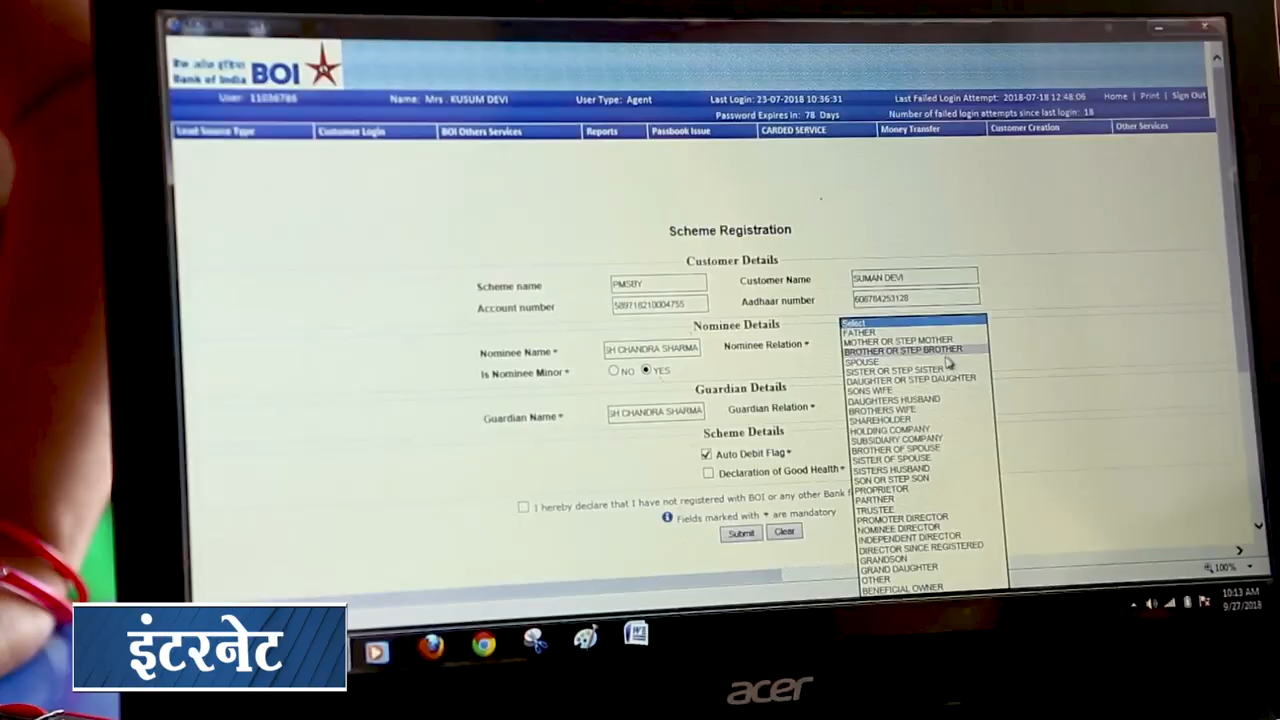 बैंक ऑफ इंडिया
Bank of India BOI
User: 11036786 Name: Mrs . KUSUM DEVI User Type: Agent Last Login: 23-07-2018 10:36:31 Last Failed Login Attempt: 2018-07-18 12:48:06 Home | Print | Sign Out
Password Expires In: 78 Days Number of failed login attempts since last login: 18
Lead Source Type Customer Login BOI Others Services Reports Passbook Issue CARDED SERVICE Money Transfer Customer Creation Other Services
Scheme Registration
Customer Details
Scheme name PMSBY Customer Name SUMAN DEVI
Account number 589718210004755 Aadhaar number 606764253128
Nominee Details
Nominee Name* SH CHANDRA SHARMA Nominee Relation*
Is Nominee Minor* NO YES
Guardian Details
Guardian Name* SH CHANDRA SHARMA Guardian Relation*
Scheme Details
Auto Debit Flag*
Declaration of Good Health*
I hereby declare that I have not registered with BOI or any other Bank f
Fields marked with * are mandatory
Submit Clear
Select
FATHER
MOTHER OR STEP MOTHER
BROTHER OR STEP BROTHER
SPOUSE
SISTER OR STEP SISTER
DAUGHTER OR STEP DAUGHTER
SONS WIFE
DAUGHTERS HUSBAND
BROTHERS WIFE
SHAREHOLDER
HOLDING COMPANY
SUBSIDIARY COMPANY
BROTHER OF SPOUSE
SISTER OF SPOUSE
SISTERS HUSBAND
SON OR STEP SON
PROPRIETOR
PARTNER
TRUSTEE
PROMOTER DIRECTOR
NOMINEE DIRECTOR
INDEPENDENT DIRECTOR
DIRECTOR SINCE REGISTERED
GRANDSON
GRAND DAUGHTER
OTHER
BENEFICIAL OWNER
100%
10:13 AM
9/27/2018
इंटरनेट
acer